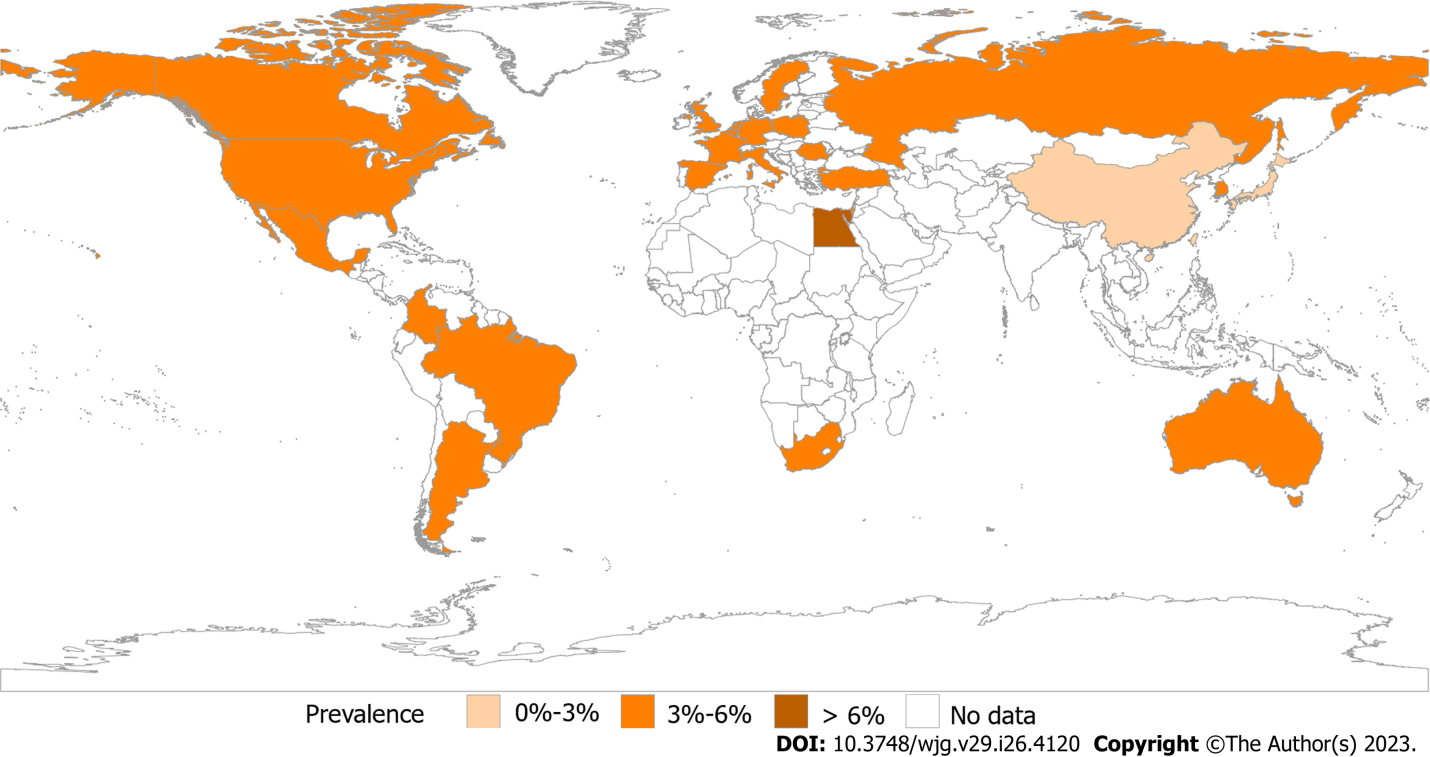 Prevalence 0%-3% 3%-6% > 6% No data
DOI: 10.3748/wjg.v29.i26.4120 Copyright ©The Author(s) 2023.